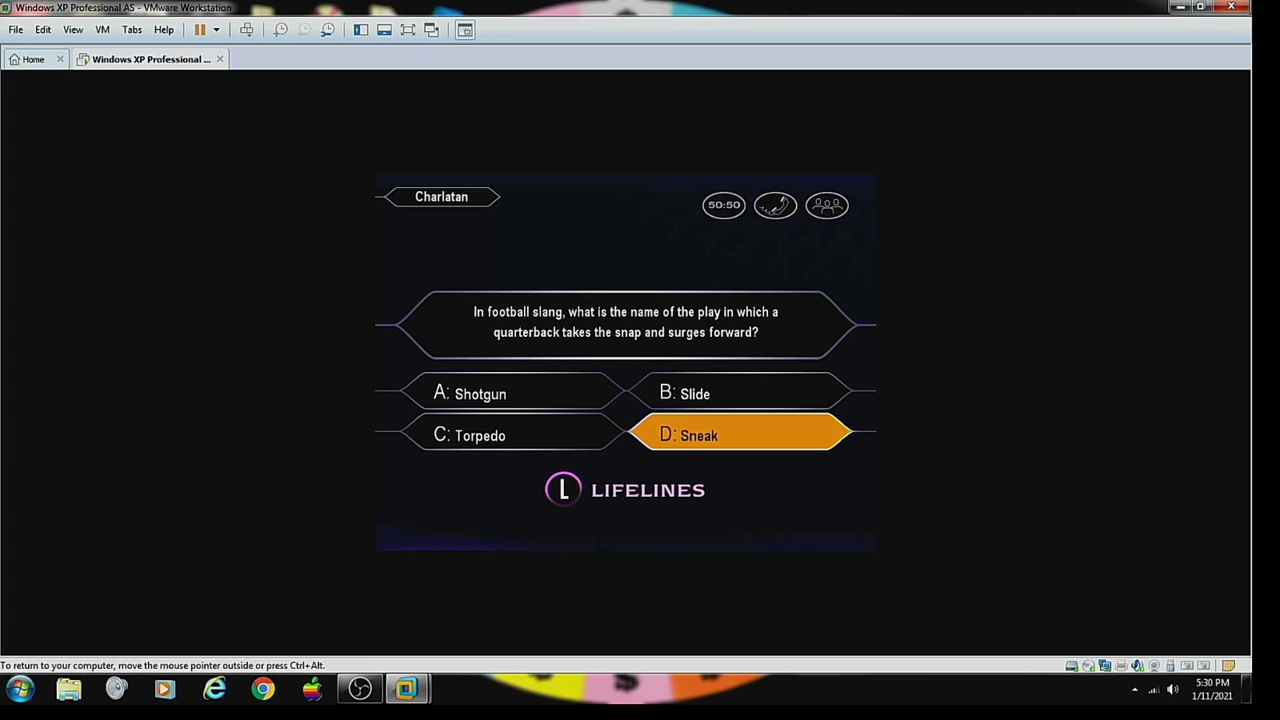 Windows XP Professional AS - VMware Workstation
File Edit View VM Tabs Help
Home
Windows XP Professional ...
Charlatan
50:50
In football slang, what is the name of the play in which a
quarterback takes the snap and surges forward?
A: Shotgun
B: Slide
C: Torpedo
D: Sneak
L LIFELINES
To return to your computer, move the mouse pointer outside or press Ctrl+Alt.
5:30 PM
1/11/2021